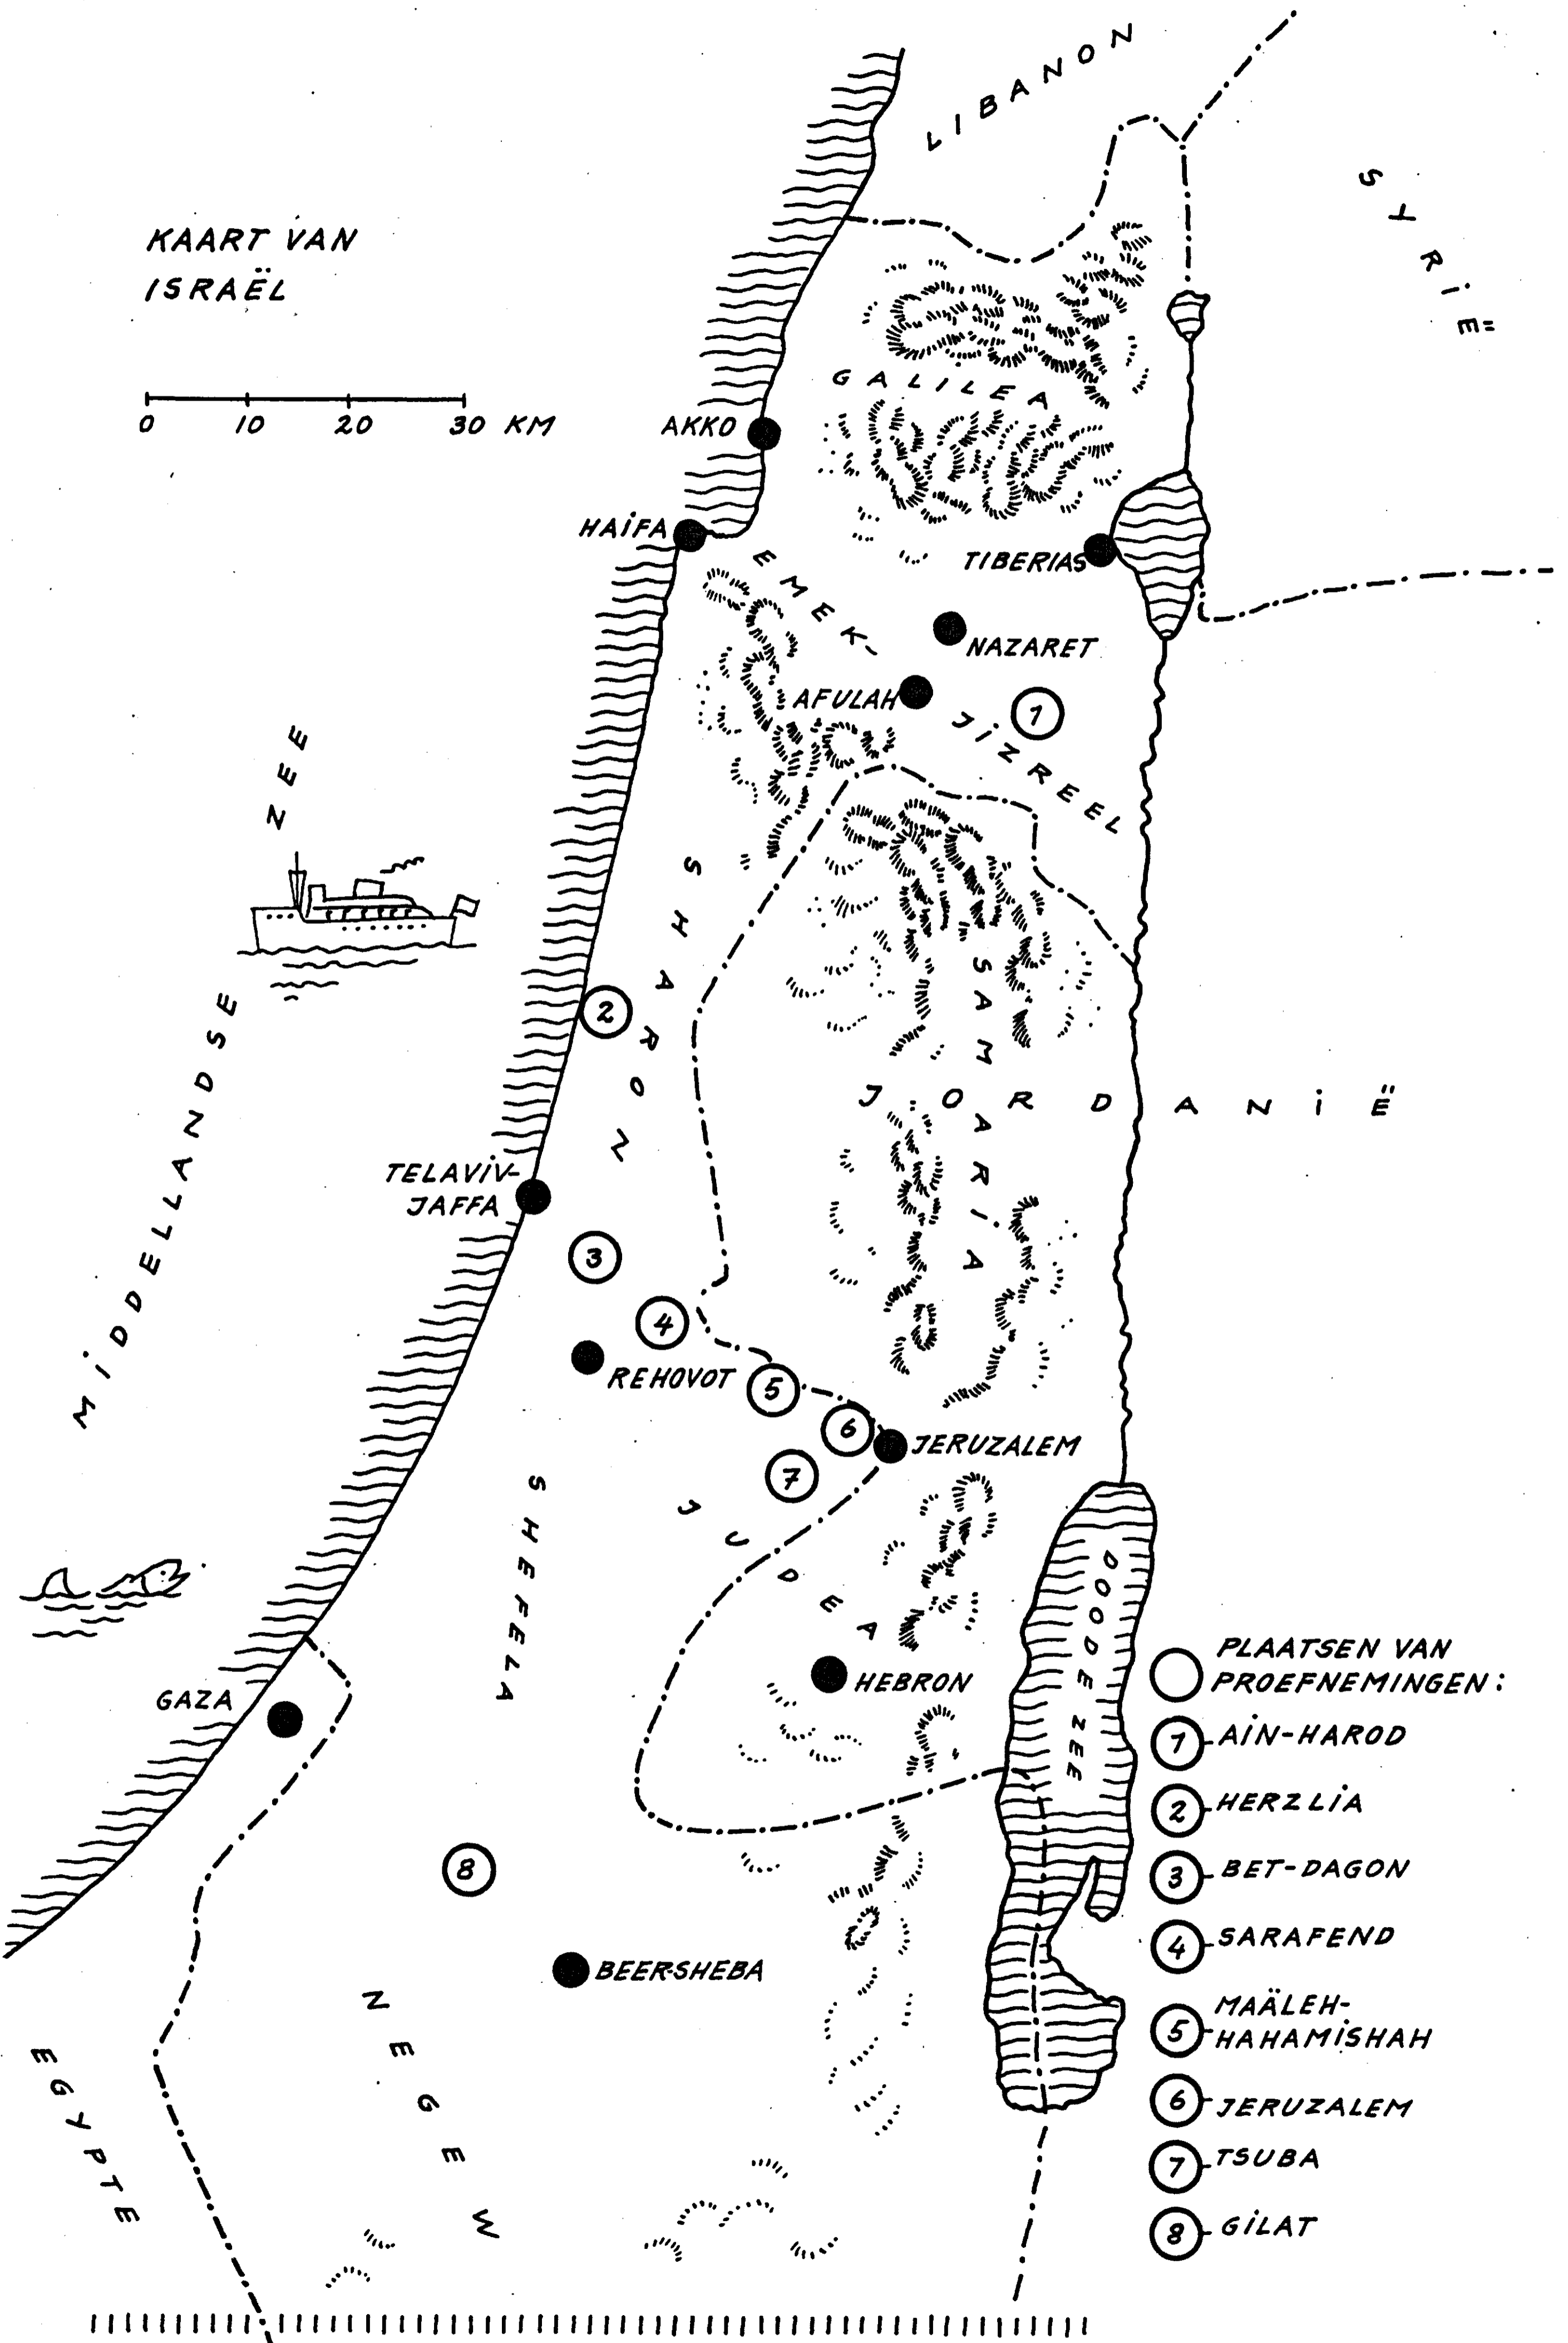 LIBANON
SYRIË
KAART VAN
ISRAËL
0 10 20 30 KM
GALILEA
AKKO
HAIFA
TIBERIAS
EMEK-
JIZREEL
NAZARET
AFULAH
1
MIDDELLANDSE ZEE
SHARON
2
SAMARIA
JORDANIË
TELAVIV-
JAFFA
3
4
REHOVOT
5
6
JERUZALEM
7
SHEFELA
JUDEA
DOODE ZEE
HEBRON
GAZA
8
BEERSHEBA
NEGEW
EGYPTE
PLAATSEN VAN
PROEFNEMINGEN:
1 - AIN-HAROD
2 - HERZLIA
3 - BET-DAGON
4 - SARAFEND
5 - MAÄLEH-
HAHAMISHAH
6 - JERUZALEM
7 - TSUBA
8 - GILAT